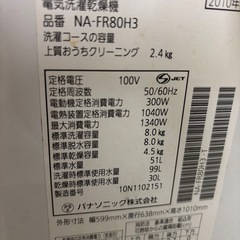 電気洗濯乾燥機
2010年
品番 NA-FR80H3
洗濯コースの容量
上質おうちクリーニング 2.4kg
定格電圧 100V
JET
定格周波数 50/60Hz
電動機定格消費電力 300W
電熱装置定格消費電力 1040W
最大消費電力 1340W
標準脱水容量 8.0kg
標準洗濯容量 8.0kg
標準乾燥容量 4.5kg
標準水量 51L
標準使用水量 99L
洗濯時標準使用水量 30L
製造番号 10N1102151
パナソニック株式会社
外形寸法 幅599mm×奥行638mm×高さ1010mm
NA-FR80H3-1